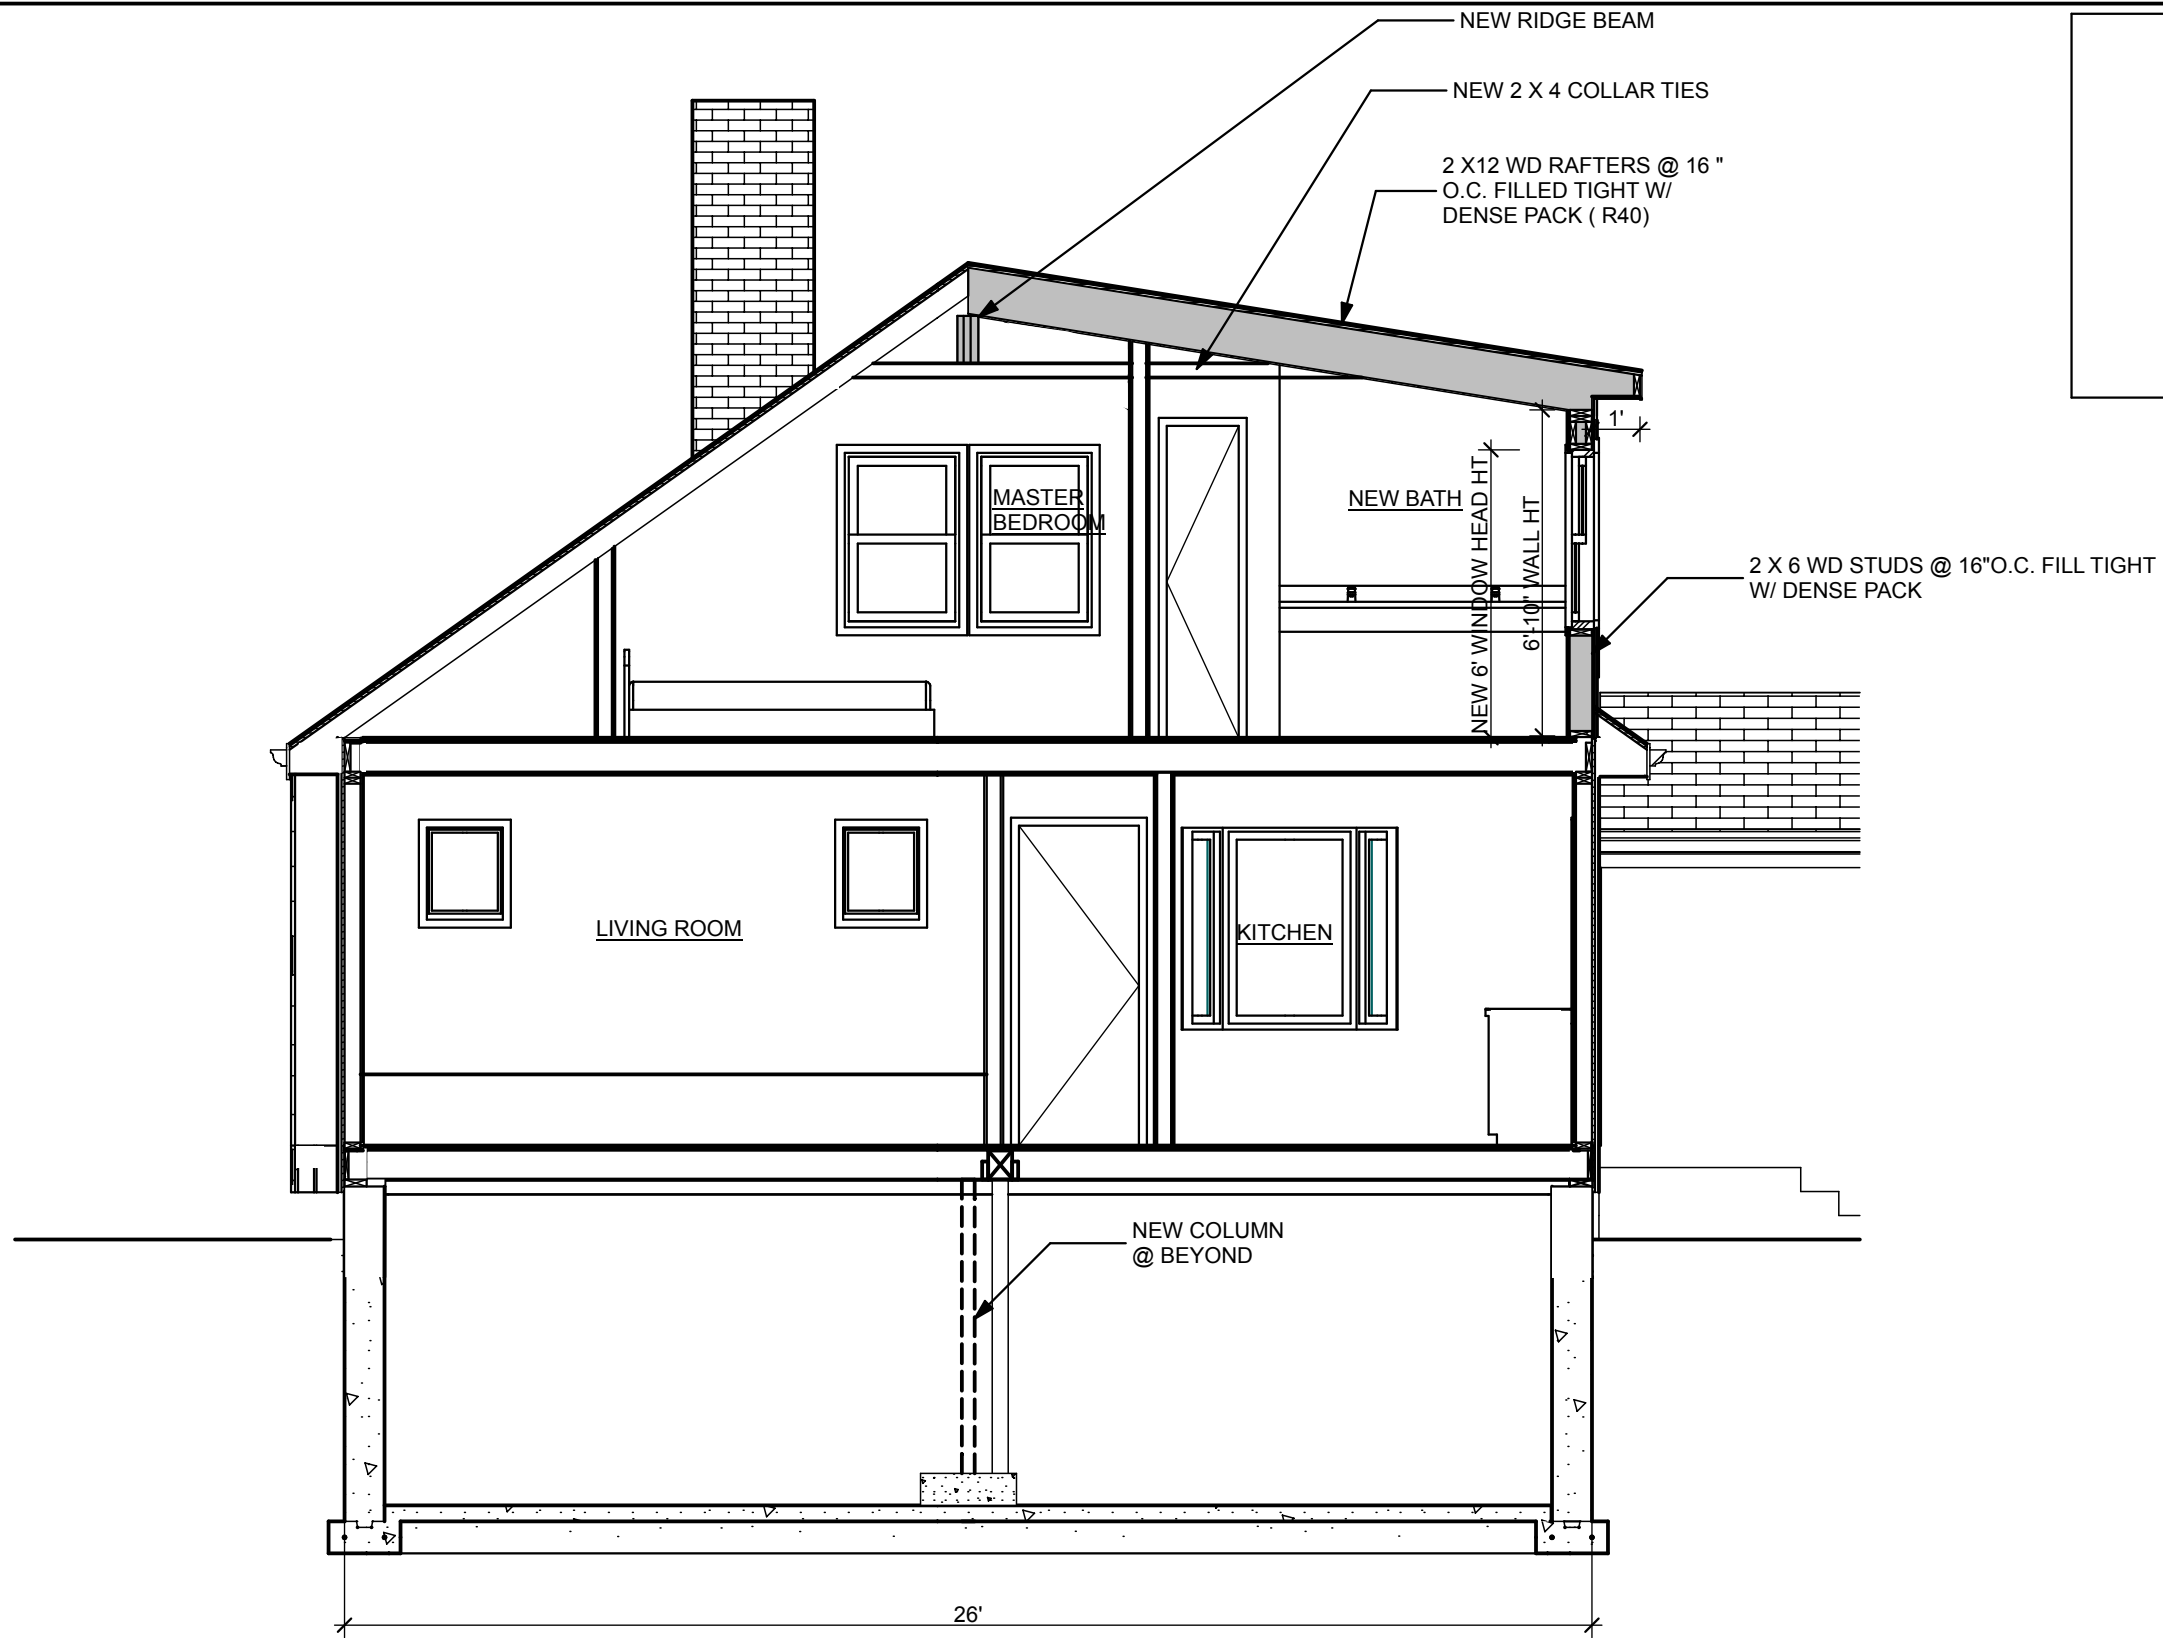 NEW RIDGE BEAM
NEW 2 X 4 COLLAR TIES
2 X12 WD RAFTERS @ 16 "
O.C. FILLED TIGHT W/
DENSE PACK ( R40)
1'
MASTER
BEDROOM
NEW BATH
NEW 6' WINDOW HEAD HT
6'-10" WALL HT
2 X 6 WD STUDS @ 16"O.C. FILL TIGHT
W/ DENSE PACK
LIVING ROOM
KITCHEN
NEW COLUMN
@ BEYOND
26'